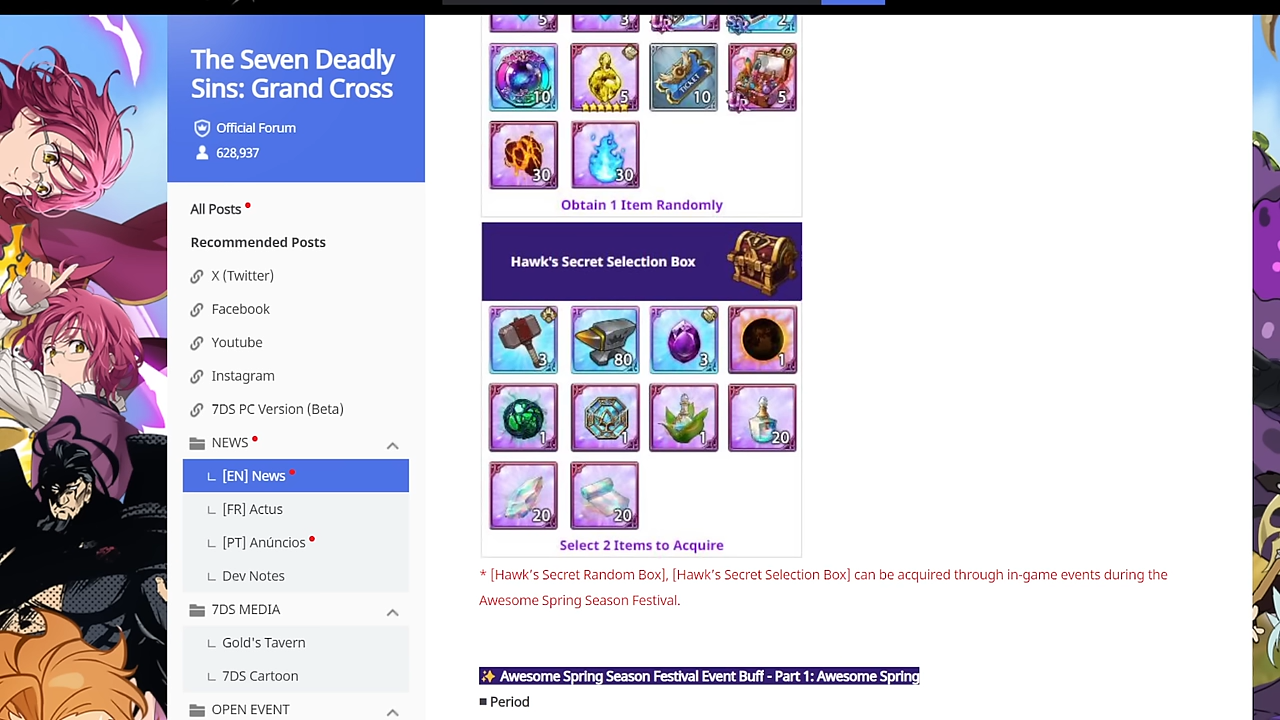 The Seven Deadly
Sins: Grand Cross
Official Forum
628,937
All Posts
Recommended Posts
X (Twitter)
Facebook
Youtube
Instagram
7DS PC Version (Beta)
NEWS
[EN] News
[FR] Actus
[PT] Anúncios
Dev Notes
7DS MEDIA
Gold's Tavern
7DS Cartoon
OPEN EVENT
5 3 1 2
10 5 TICKET 10 5
30 30
Obtain 1 Item Randomly
Hawk's Secret Selection Box
3 80 3 1
1 1 1 20
20 20
Select 2 Items to Acquire
* [Hawk's Secret Random Box], [Hawk's Secret Selection Box] can be acquired through in-game events during the
Awesome Spring Season Festival.
✨ Awesome Spring Season Festival Event Buff - Part 1: Awesome Spring
■ Period